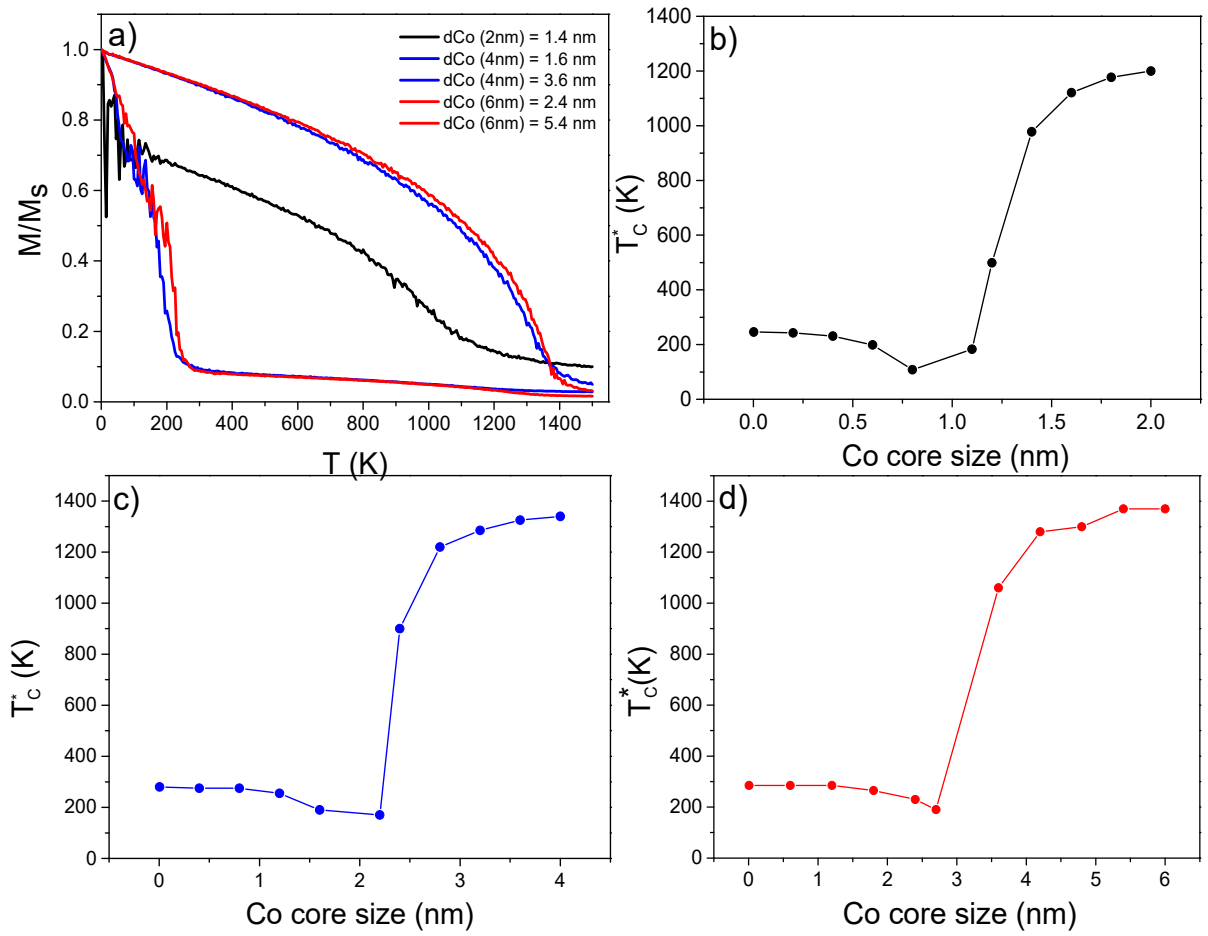 a)
dCo (2nm) = 1.4 nm
dCo (4nm) = 1.6 nm
dCo (4nm) = 3.6 nm
dCo (6nm) = 2.4 nm
dCo (6nm) = 5.4 nm
1.0
0.8
0.6
0.4
0.2
0.0
M/Ms
0 200 400 600 800 1000 1200 1400
T (K)
b)
1400
1200
1000
800
600
400
200
0
T*C (K)
0.0 0.5 1.0 1.5 2.0
Co core size (nm)
c)
1400
1200
1000
800
600
400
200
0
T*C (K)
0 1 2 3 4
Co core size (nm)
d)
1400
1200
1000
800
600
400
200
0
TC*(K)
0 1 2 3 4 5 6
Co core size (nm)